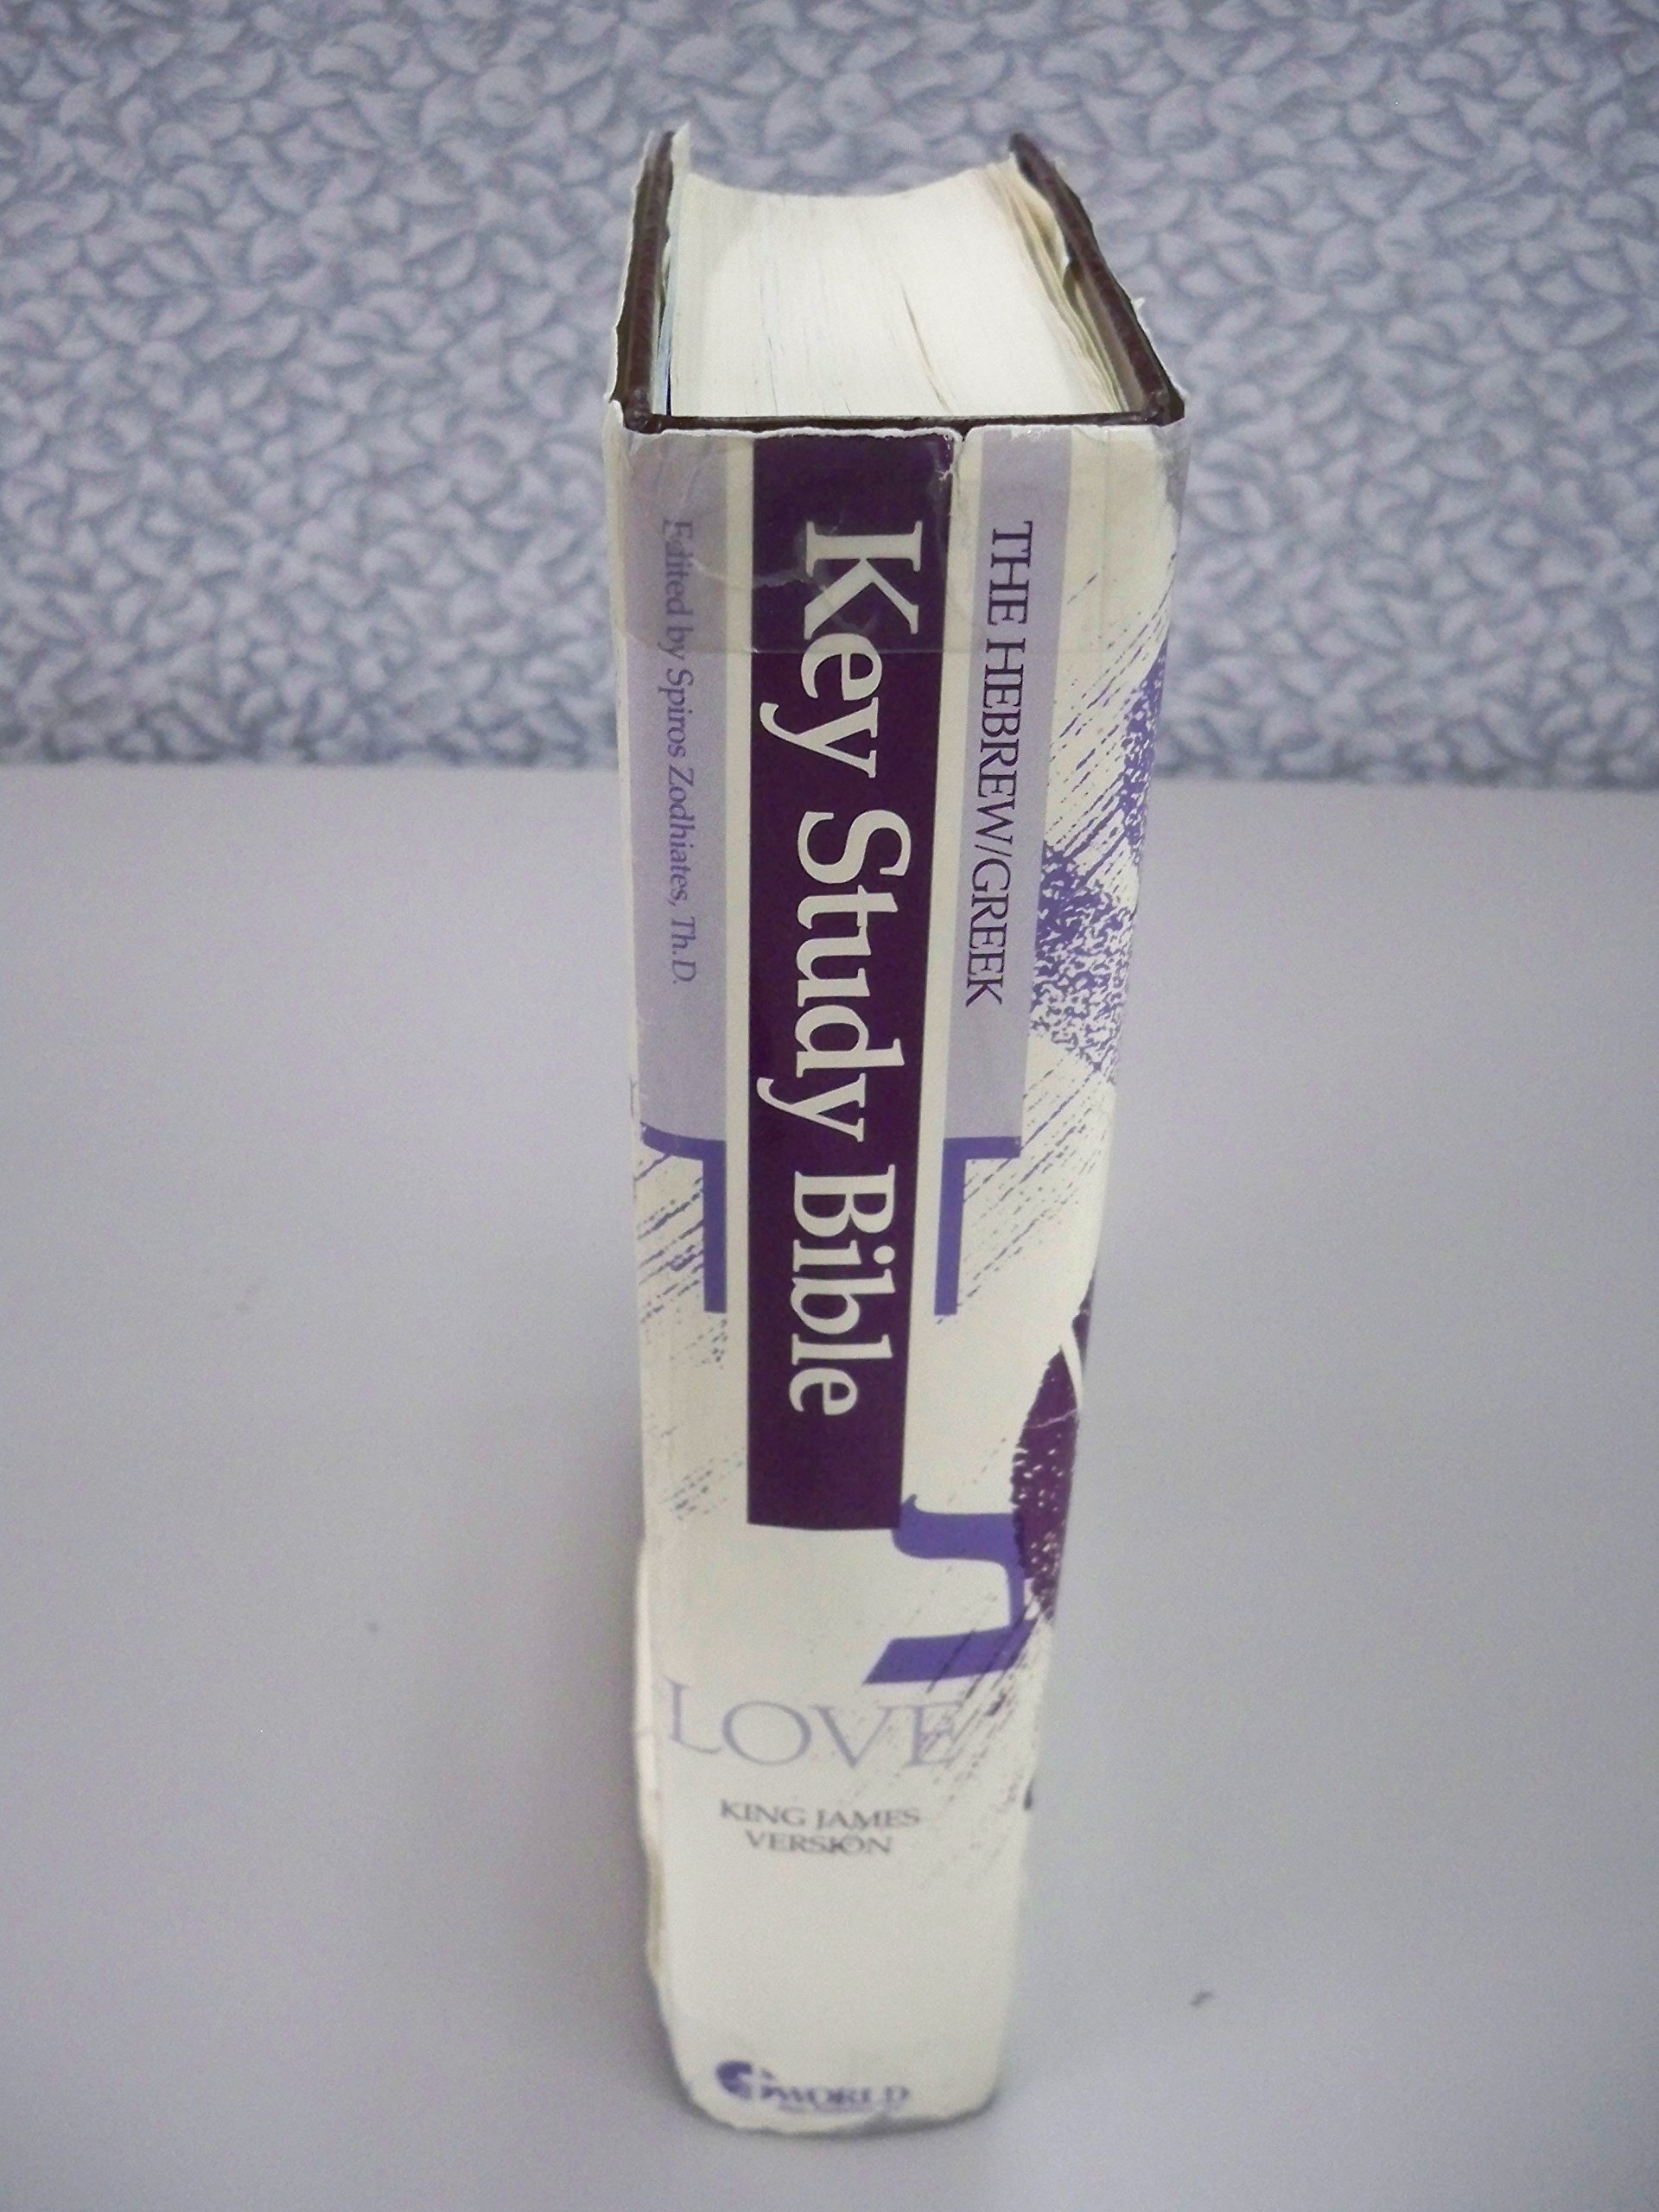 THE HEBREW/GREEK
Key Study Bible
Edited by Spiros Zodhiates, Th.D.
LOVE
KING JAMES
VERSION
WORLD